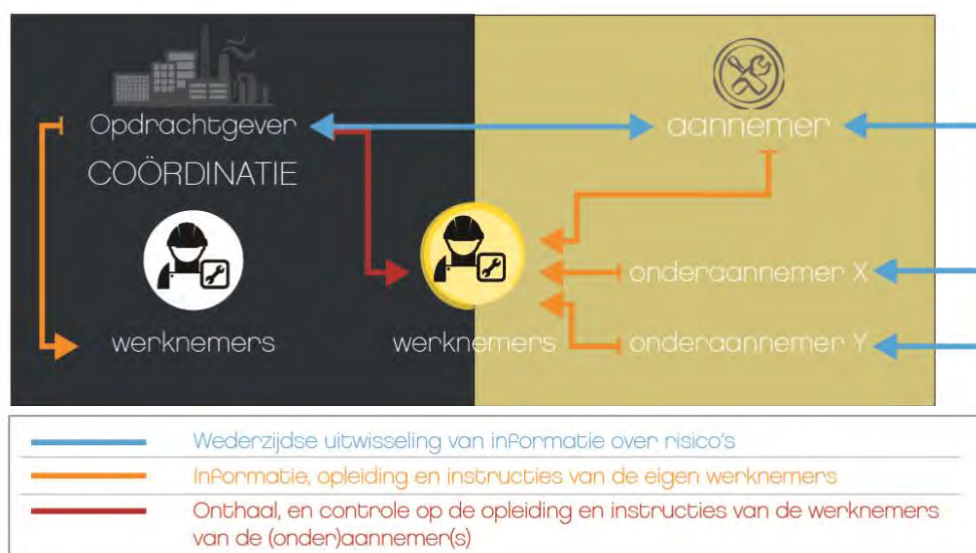 Opdrachtgever
aannemer
COÖRDINATIE
onderaannemer X
werknemers
werknemers
onderaannemer Y
Wederzijdse uitwisseling van informatie over risico's
Informatie, opleiding en instructies van de eigen werknemers
Onthaal, en controle op de opleiding en instructies van de werknemers
van de (onder)aannemer(s)